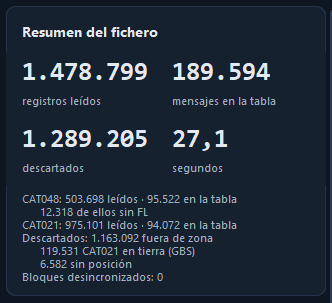 Resumen del fichero
1.478.799 189.594
registros leídos mensajes en la tabla
1.289.205 27,1
descartados segundos
CAT048: 503.698 leídos · 95.522 en la tabla
12.318 de ellos sin FL
CAT021: 975.101 leídos · 94.072 en la tabla
Descartados: 1.163.092 fuera de zona
119.531 CAT021 en tierra (GBS)
6.582 sin posición
Bloques desincronizados: 0